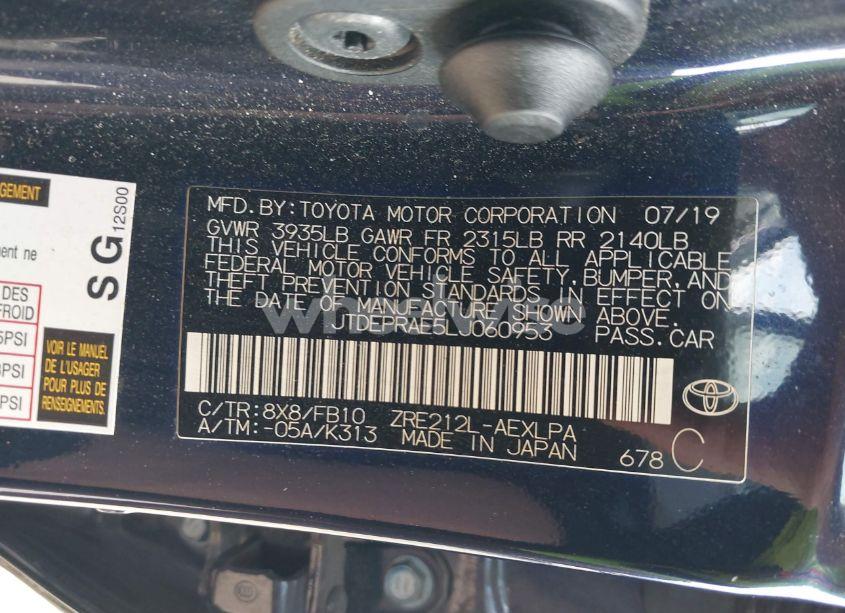 GEMENT
ent ne
DES
FROID
5PSI
PSI
PSI
SG
12S00
VOIR LE MANUEL
DE L'USAGER
POUR PLUS DE
RENSEIGNEMENTS
MFD.BY:TOYOTA MOTOR CORPORATION 07/19
GVWR 3935LB GAWR FR 2315LB RR 2140LB
THIS VEHICLE CONFORMS TO ALL APPLICABLE
FEDERAL MOTOR VEHICLE SAFETY, BUMPER, AND
THEFT PREVENTION STANDARDS IN EFFECT ON
THE DATE OF MANUFACTURE SHOWN ABOVE.
JTDEPRAE5LJ060953 PASS.CAR
C/TR:8X8/FB10 ZRE212L-AEXLPA
A/TM:-05A/K313 MADE IN JAPAN
678 C